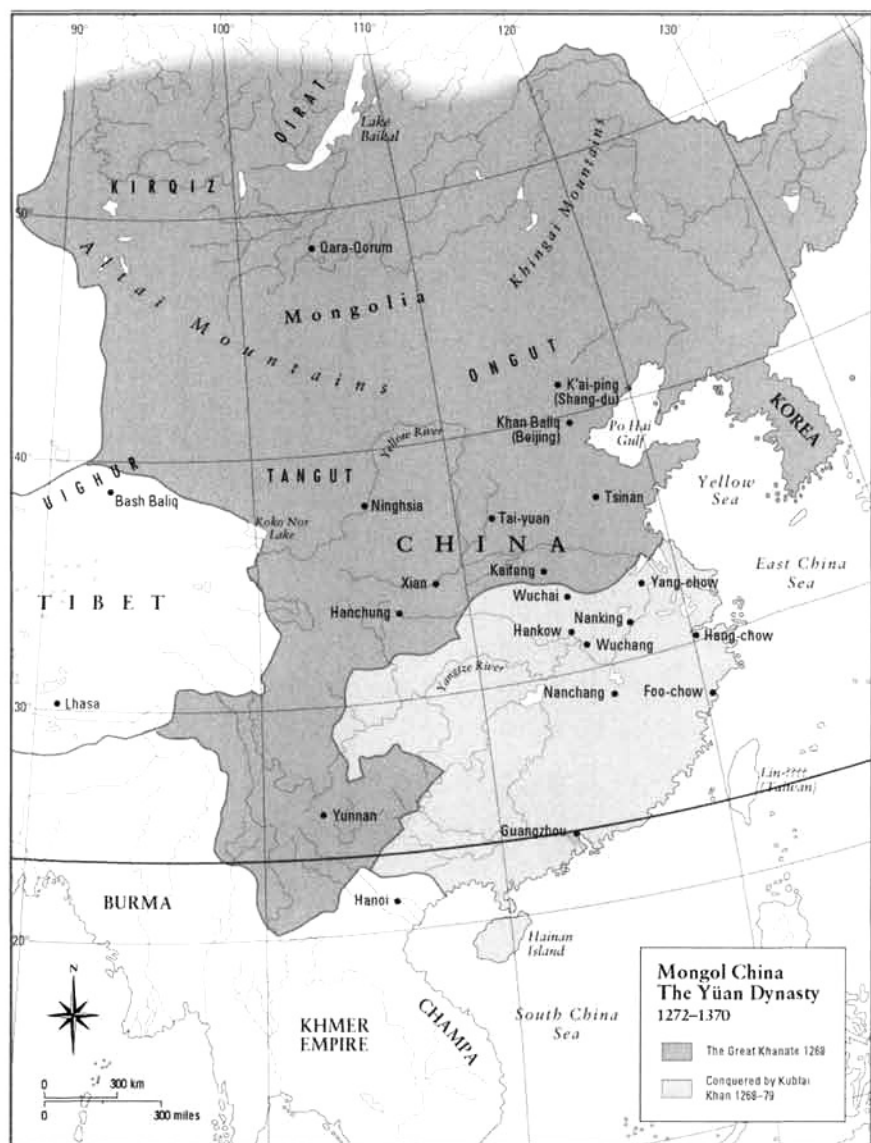 90°
100°
110°
120°
130°
OIRAT
Lake
Baikal
KIRQIZ
50°
Altai Mountains
Qara-Qorum
Khingai Mountains
Mongolia
ONGUT
K'ai-ping
(Shang-du)
Khan Baliq
(Beijing)
Po Hai
Gulf
KOREA
Yellow River
40°
UIGHUR
Bash Baliq
TANGUT
Ninghsia
Tsinan
Yellow
Sea
Koko Nor
Lake
Tai-yuan
CHINA
East China
Sea
Kaifeng
Xian
Yang-chow
Wuchai
TIBET
Hanchung
Nanking
Hankow
Hang-chow
Wuchang
Yangtze River
Lhasa
30°
Nanchang
Foo-chow
Lin-????
(Taiwan)
Yunnan
Guangzhou
BURMA
Hanoi
20°
Hainan
Island
N
KHMER
EMPIRE
CHAMPA
South China
Sea
0 300 km
0 300 miles
Mongol China
The Yüan Dynasty
1272–1370
The Great Khanate 1268
Conquered by Kublai
Khan 1268–79